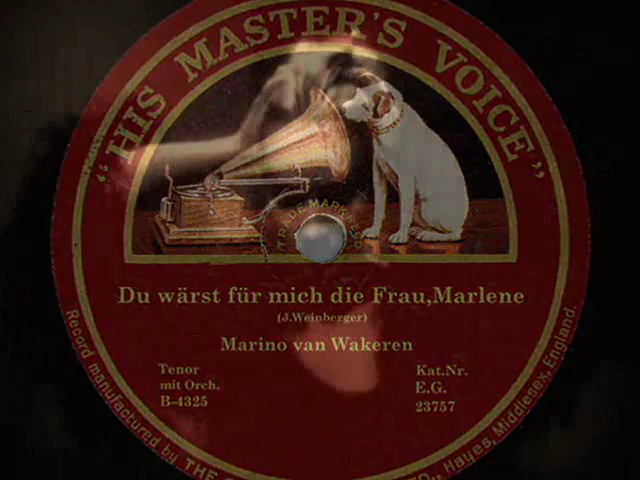 "HIS MASTER'S VOICE"
TRADE MARK
Du wärst für mich die Frau,Marlene
(J.Weinberger)
Marino van Wakeren
Tenor
mit Orch.
B-4325
Kat.Nr.
E.G.
23757
Record manufactured by THE
Hayes, Middlesex, England.